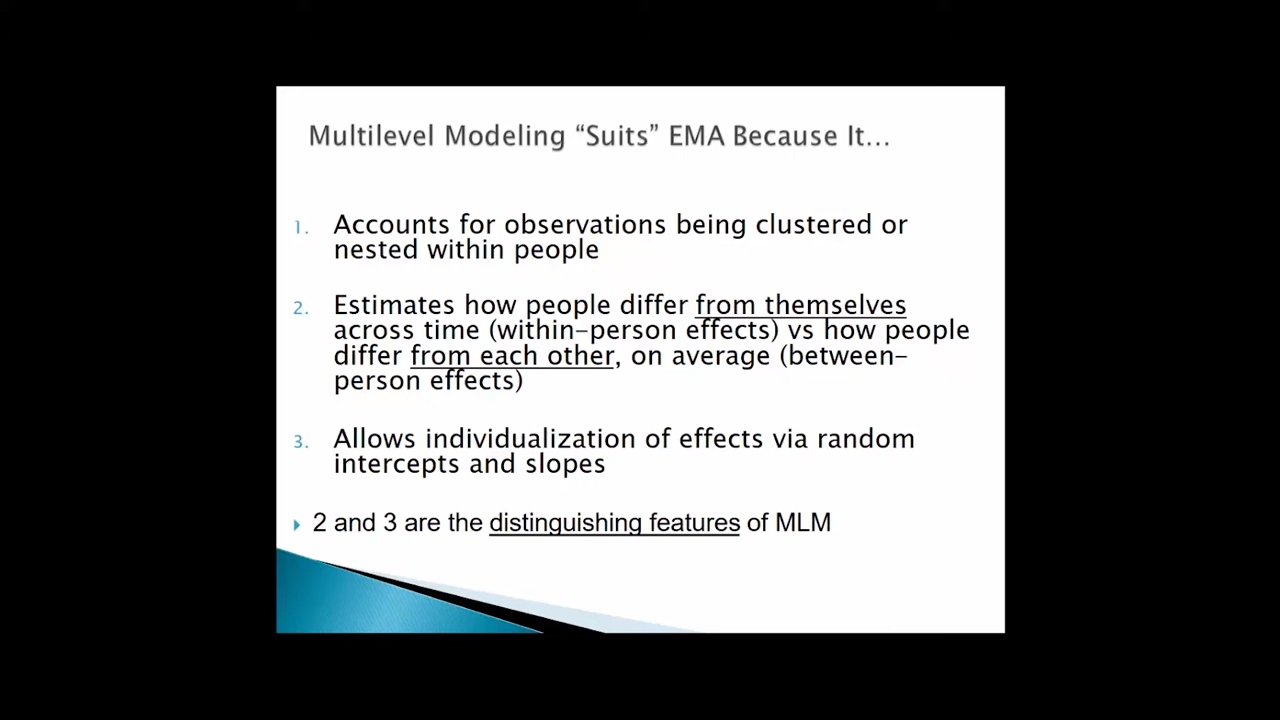 Multilevel Modeling “Suits” EMA Because It...
1. Accounts for observations being clustered or
nested within people
2. Estimates how people differ from themselves
across time (within-person effects) vs how people
differ from each other, on average (between-
person effects)
3. Allows individualization of effects via random
intercepts and slopes
2 and 3 are the distinguishing features of MLM